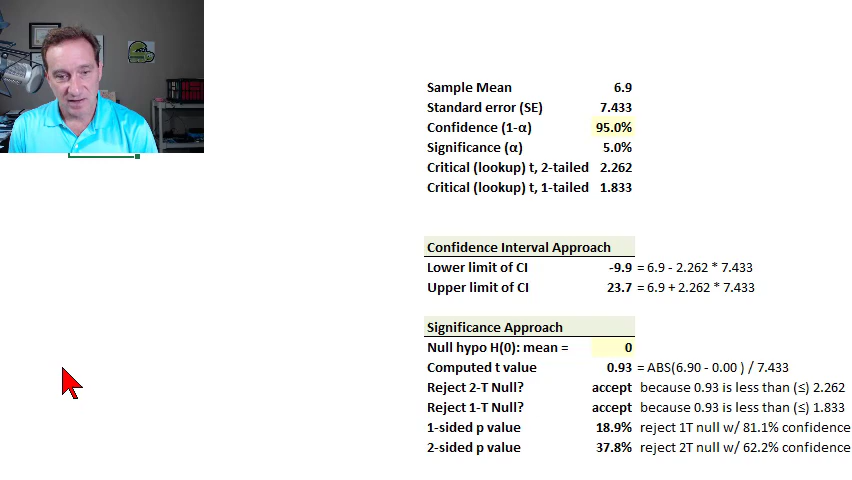 Sample Mean 6.9
Standard error (SE) 7.433
Confidence (1-α) 95.0%
Significance (α) 5.0%
Critical (lookup) t, 2-tailed 2.262
Critical (lookup) t, 1-tailed 1.833
Confidence Interval Approach
Lower limit of CI -9.9 = 6.9 - 2.262 * 7.433
Upper limit of CI 23.7 = 6.9 + 2.262 * 7.433
Significance Approach
Null hypo H(0): mean = 0
Computed t value 0.93 = ABS(6.90 - 0.00 ) / 7.433
Reject 2-T Null? accept because 0.93 is less than (≤) 2.262
Reject 1-T Null? accept because 0.93 is less than (≤) 1.833
1-sided p value 18.9% reject 1T null w/ 81.1% confidence
2-sided p value 37.8% reject 2T null w/ 62.2% confidence